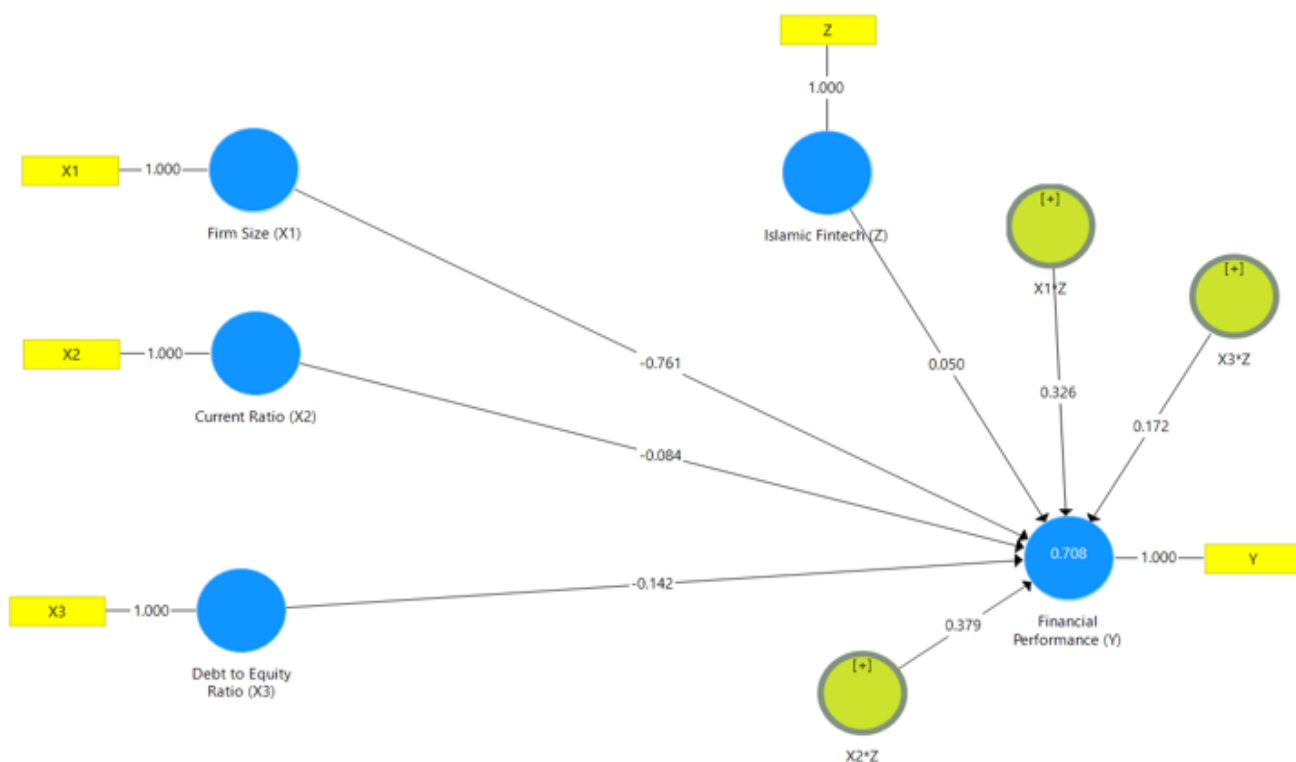 Z
1.000
X1
1.000
Firm Size (X1)
Islamic Fintech (Z)
[+]
X1*Z
[+]
X3*Z
X2
1.000
Current Ratio (X2)
-0.761
0.050
0.326
0.172
-0.084
X3
1.000
Debt to Equity
Ratio (X3)
-0.142
0.708
1.000
Y
Financial
Performance (Y)
0.379
[+]
X2*Z